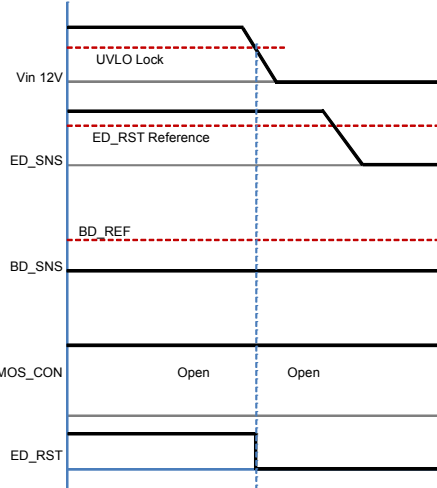 UVLO Lock
Vin 12V
ED_RST Reference
ED_SNS
BD_REF
BD_SNS
MOS_CON Open Open
ED_RST